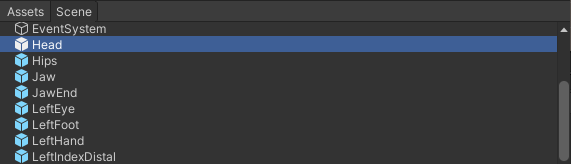 Assets Scene
EventSystem
Head
Hips
Jaw
JawEnd
LeftEye
LeftFoot
LeftHand
LeftIndexDistal